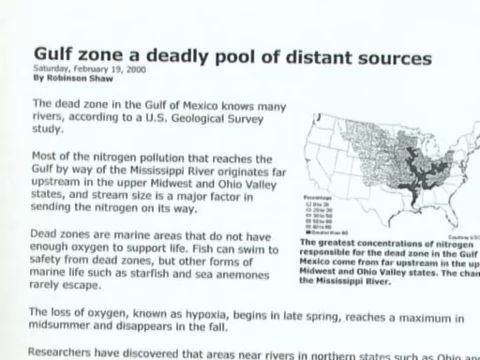 Gulf zone a deadly pool of distant sources
Saturday, February 19, 2000
By Robinson Shaw
The dead zone in the Gulf of Mexico knows many
rivers, according to a U.S. Geological Survey
study.
Most of the nitrogen pollution that reaches the
Gulf by way of the Mississippi River originates far
upstream in the upper Midwest and Ohio Valley
states, and stream size is a major factor in
sending the nitrogen on its way.
Dead zones are marine areas that do not have
enough oxygen to support life. Fish can swim to
safety from dead zones, but other forms of
marine life such as starfish and sea anemones
rarely escape.
Percentage
Courtesy
The greatest concentrations of nitrogen
responsible for the dead zone in the Gulf
Mexico come from far upstream in the up
Midwest and Ohio Valley states. The chan
the Mississippi River.
The loss of oxygen, known as hypoxia, begins in late spring, reaches a maximum in
midsummer and disappears in the fall.
Researchers have discovered that areas near rivers in northern states such as Ohio and